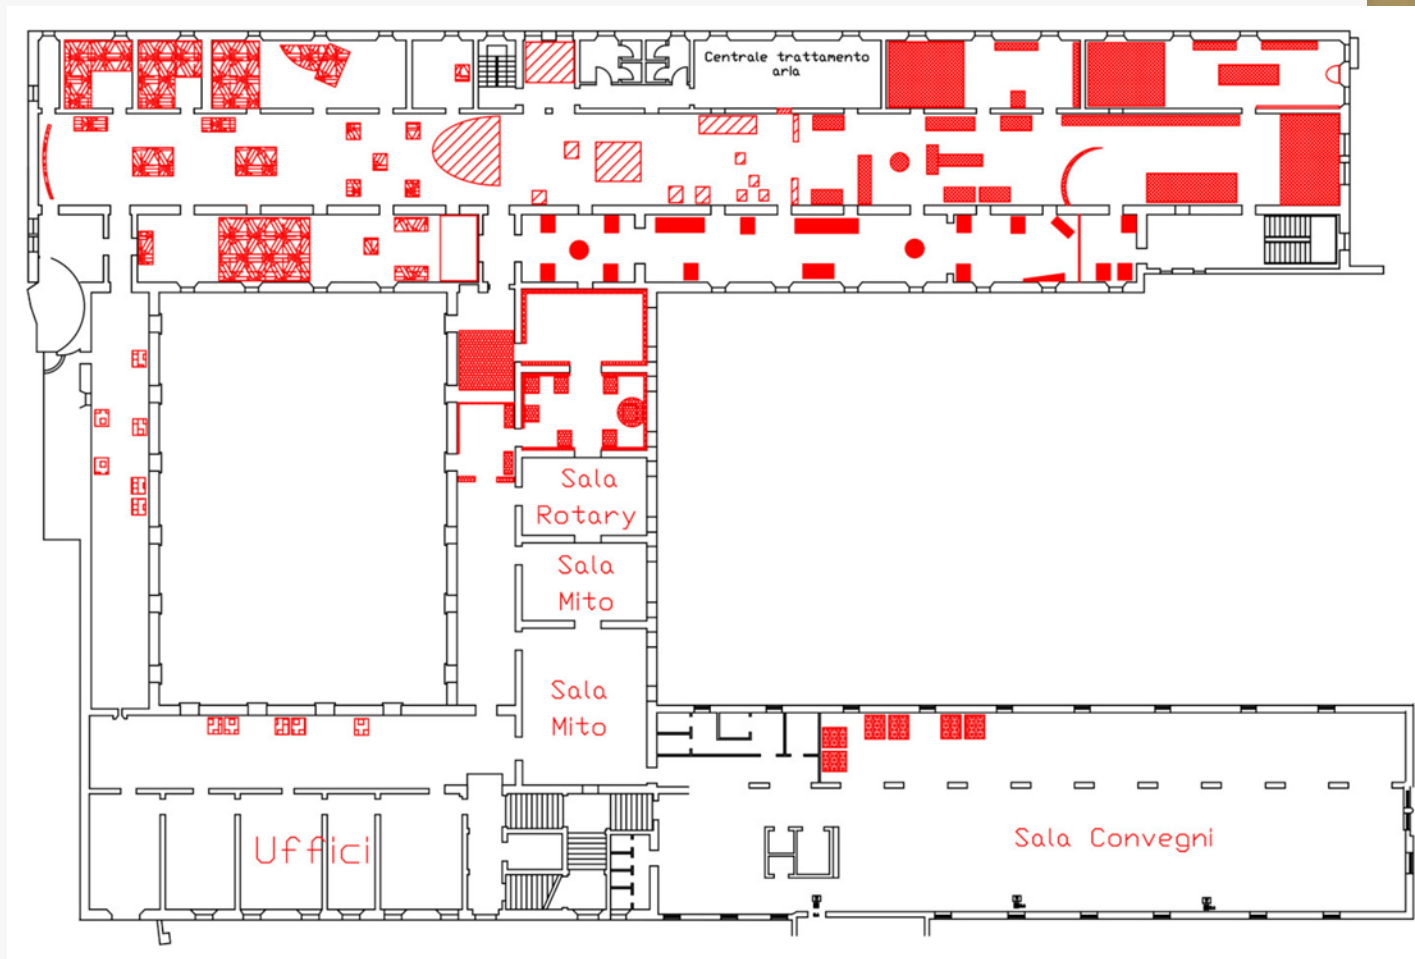 Centrale trattamento
aria
Sala
Rotary
Sala
Mito
Sala
Mito
Uffici
Sala Convegni